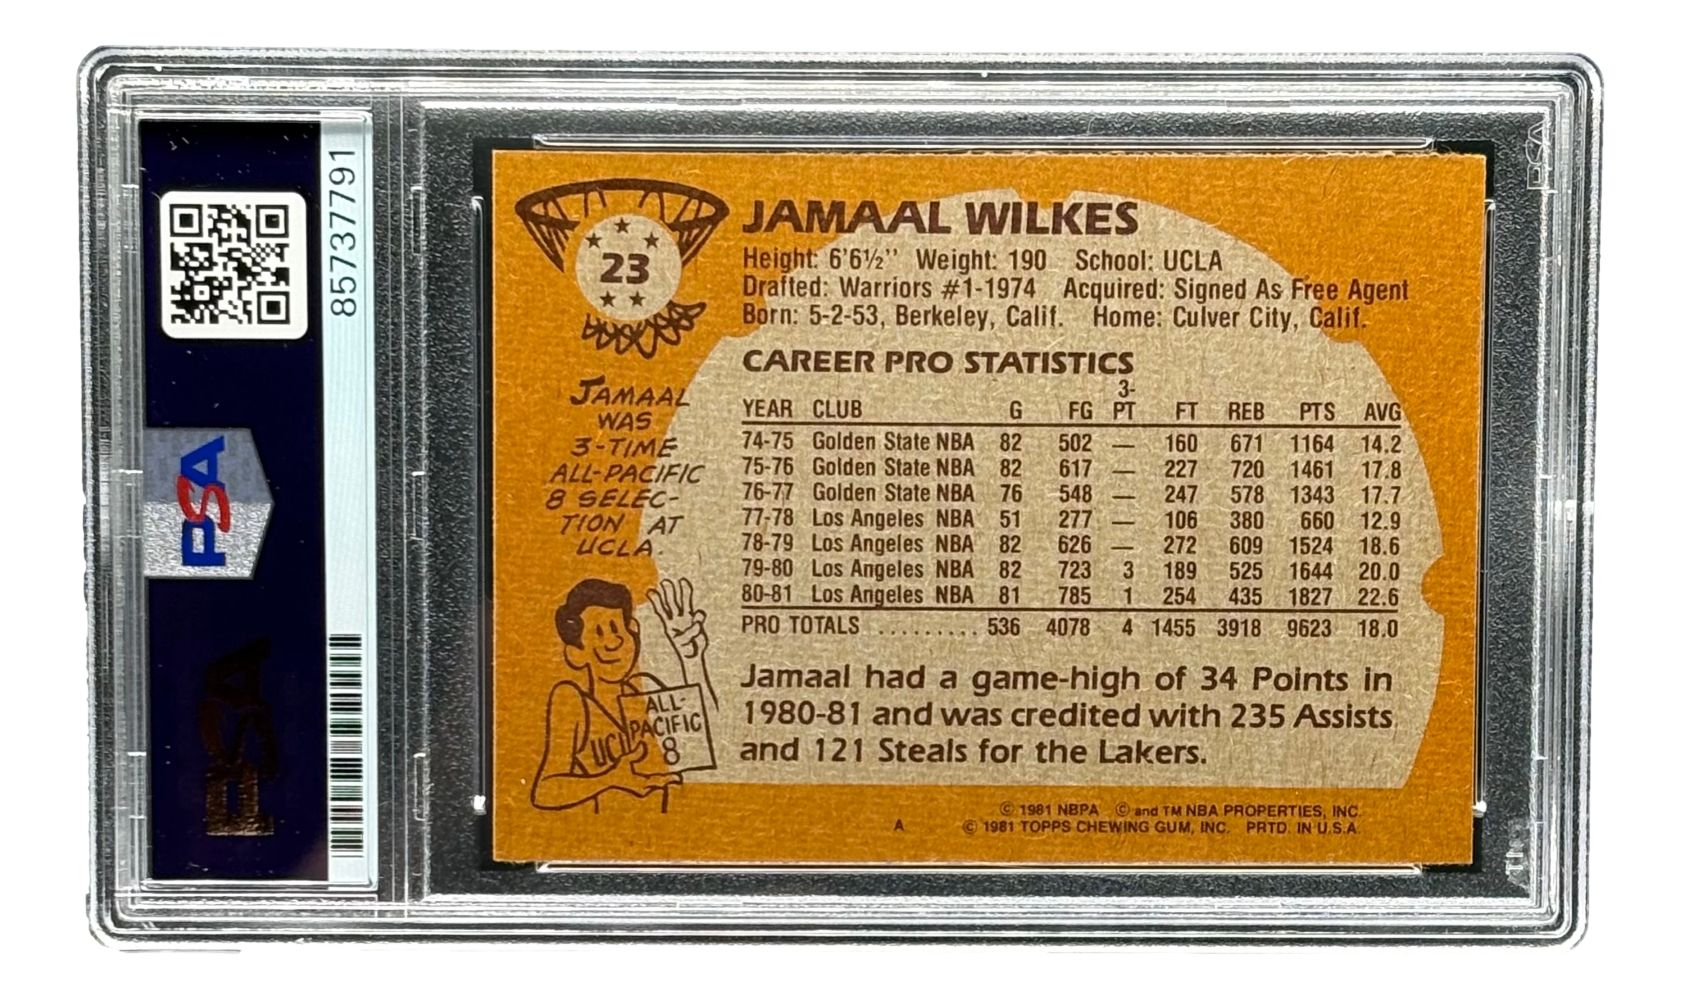 85737791
PSA
PSA
PSA
23
JAMAAL WILKES
Height: 6'6½'' Weight: 190 School: UCLA
Drafted: Warriors #1-1974 Acquired: Signed As Free Agent
Born: 5-2-53, Berkeley, Calif. Home: Culver City, Calif.
CAREER PRO STATISTICS
YEAR CLUB G FG 3-PT FT REB PTS AVG
74-75 Golden State NBA 82 502 — 160 671 1164 14.2
75-76 Golden State NBA 82 617 — 227 720 1461 17.8
76-77 Golden State NBA 76 548 — 247 578 1343 17.7
77-78 Los Angeles NBA 51 277 — 106 380 660 12.9
78-79 Los Angeles NBA 82 626 — 272 609 1524 18.6
79-80 Los Angeles NBA 82 723 3 189 525 1644 20.0
80-81 Los Angeles NBA 81 785 1 254 435 1827 22.6
PRO TOTALS ......... 536 4078 4 1455 3918 9623 18.0
Jamaal had a game-high of 34 Points in
1980-81 and was credited with 235 Assists
and 121 Steals for the Lakers.
JAMAAL
WAS
3-TIME
ALL-PACIFIC
8 SELEC-
TION AT
UCLA.
ALL-
PACIFIC
8
UCL
A
© 1981 NBPA © and TM NBA PROPERTIES, INC.
© 1981 TOPPS CHEWING GUM, INC. PRTD. IN U.S.A.